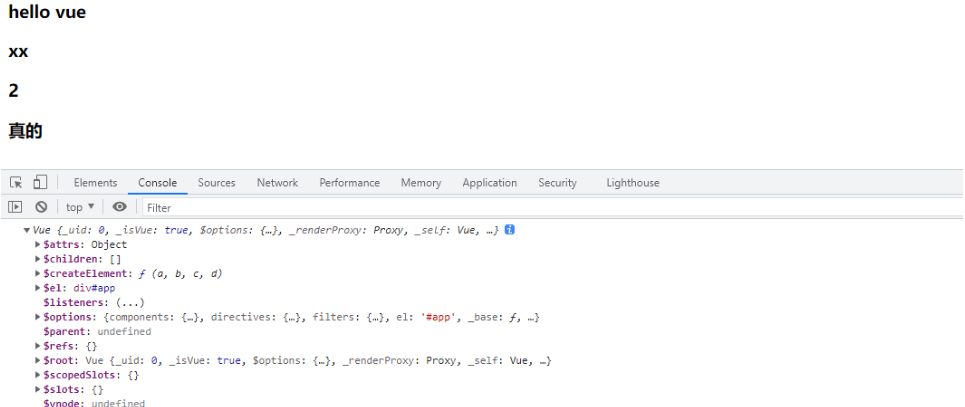 hello vue
xx
2
真的
Elements Console Sources Network Performance Memory Application Security Lighthouse
top Filter
Vue {_uid: 0, _isVue: true, $options: {…}, _renderProxy: Proxy, _self: Vue, …}
$attrs: Object
$children: []
$createElement: ƒ (a, b, c, d)
$el: div#app
$listeners: (...)
$options: {components: {…}, directives: {…}, filters: {…}, el: '#app', _base: ƒ, …}
$parent: undefined
$refs: {}
$root: Vue {_uid: 0, _isVue: true, $options: {…}, _renderProxy: Proxy, _self: Vue, …}
$scopedSlots: {}
$slots: {}
$vnode: undefined